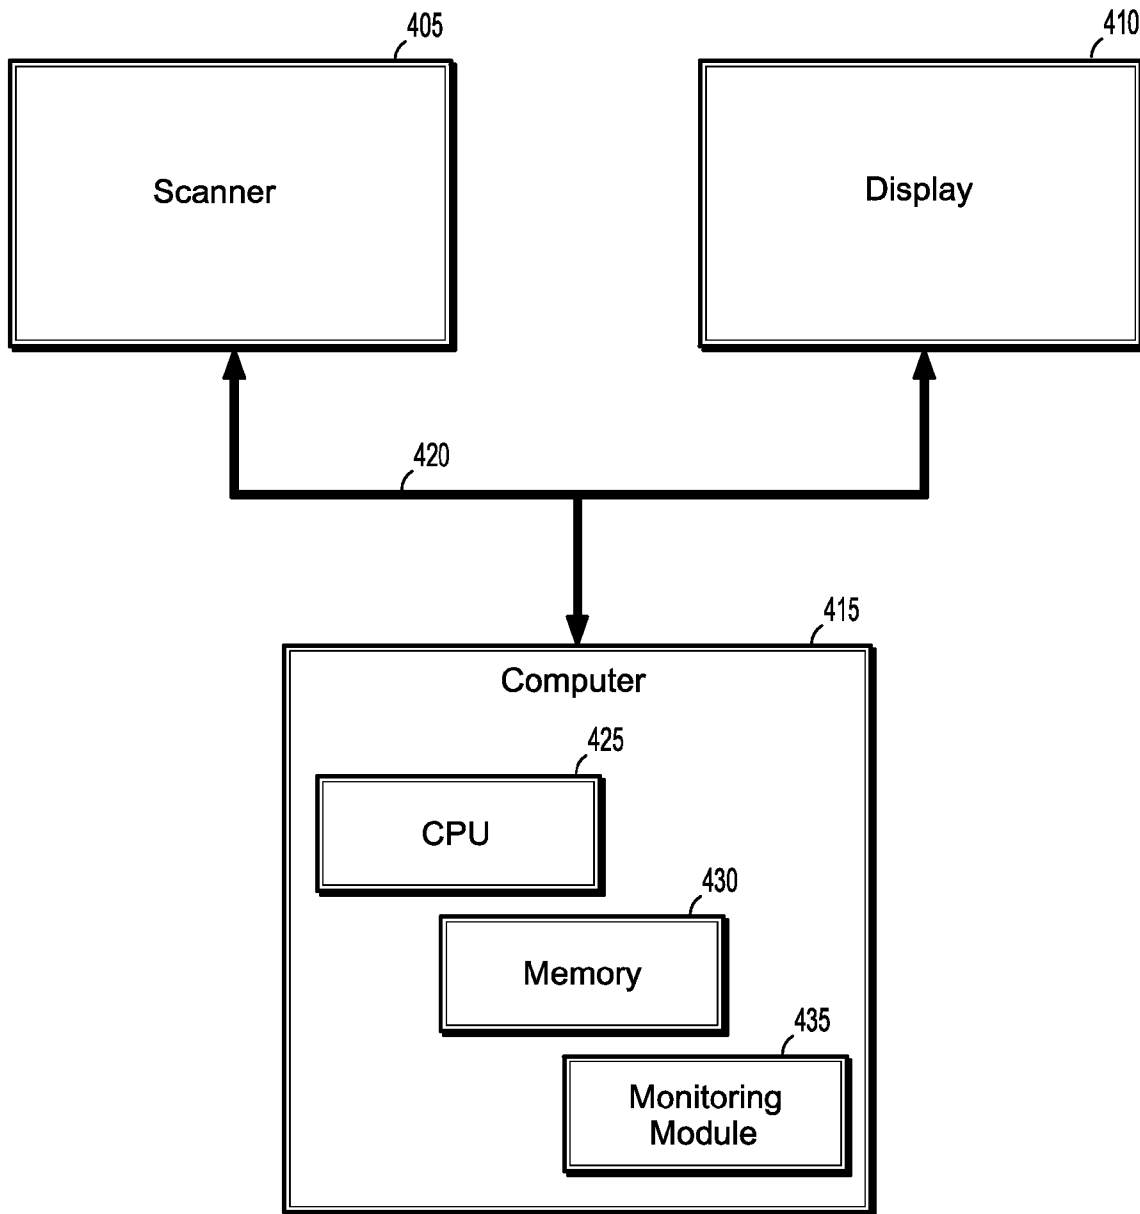 405
410
Scanner
Display
420
415
Computer
425
CPU
430
Memory
435
Monitoring
Module